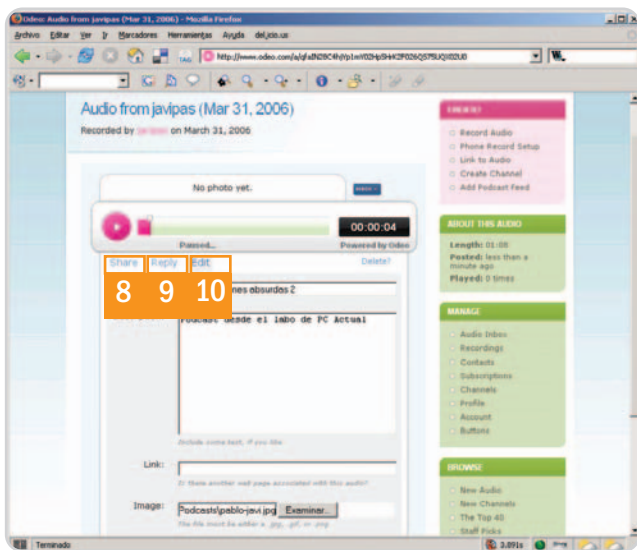 Odeo: Audio from javipas (Mar 31, 2006) - Mozilla Firefox
Archivo Editar Ver Ir Marcadores Herramientas Ayuda del.icio.us
TAG
W
Audio from javipas (Mar 31, 2006)
Recorded by on March 31, 2006
No photo yet.
00:00:04
Paused...
Powered by Odeo
Share Reply Edit
Delete?
8 9 10
nes absurdas 2
Podcast desde el labo de PC Actual
Include some text, if you like
Link:
Is there another web page associated with this audio?
Image:
Podcasts\pablo-javi.jpg Examinar...
The file must be either a .jpg, .gif, or .png
Record Audio
Phone Record Setup
Link to Audio
Create Channel
Add Podcast Feed
ABOUT THIS AUDIO
Length: 01:08
Posted: less than a
minute ago
Played: 0 times
MANAGE
Audio Inbox
Recordings
Contacts
Subscriptions
Channels
Profile
Account
Buttons
BROWSE
New Audio
New Channels
The Top 40
Staff Picks
Terminado
3.091s